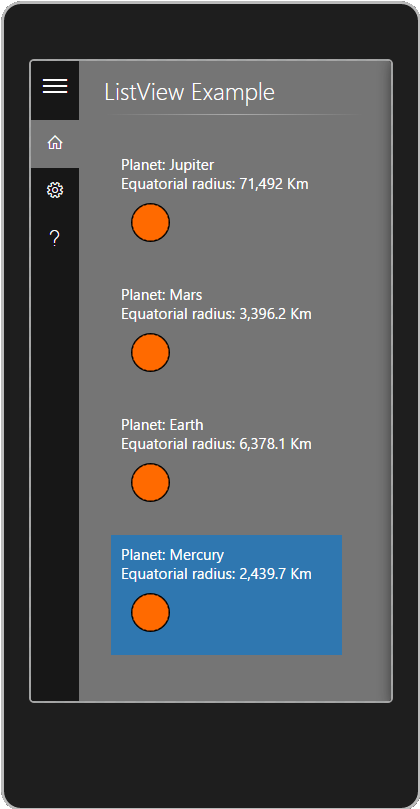 ListView Example
Planet: Jupiter
Equatorial radius: 71,492 Km
Planet: Mars
Equatorial radius: 3,396.2 Km
Planet: Earth
Equatorial radius: 6,378.1 Km
Planet: Mercury
Equatorial radius: 2,439.7 Km